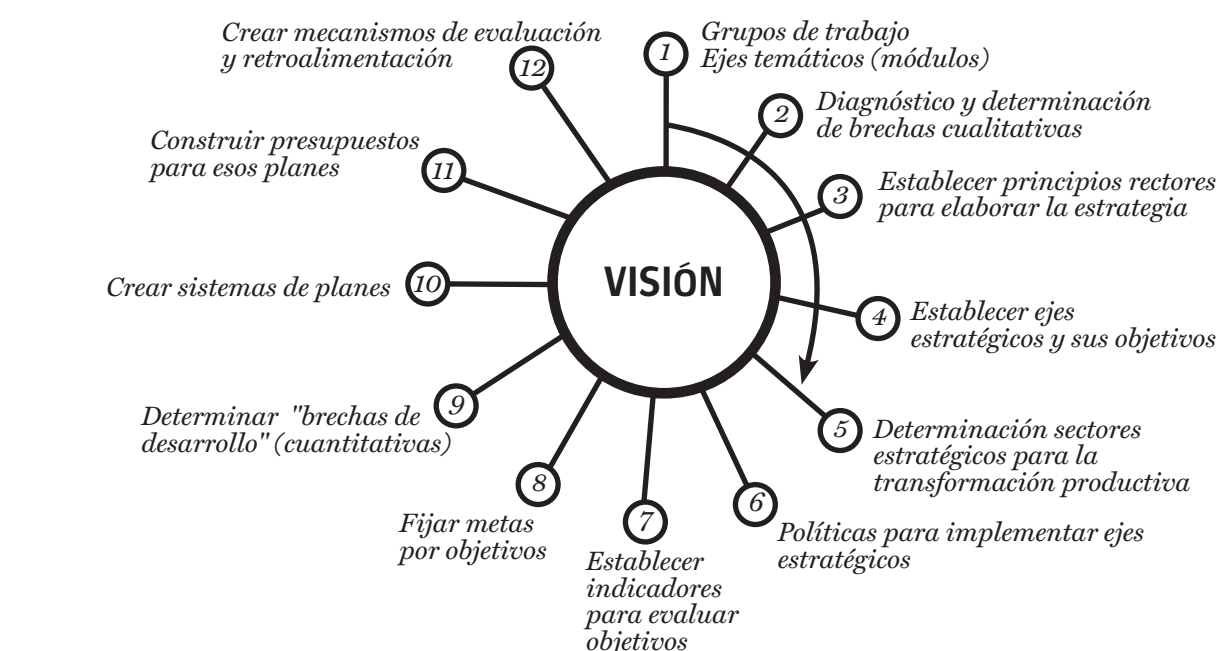 1
Grupos de trabajo
Ejes temáticos (módulos)
2
Diagnóstico y determinación
de brechas cualitativas
3
Establecer principios rectores
para elaborar la estrategia
4
Establecer ejes
estratégicos y sus objetivos
5
Determinación sectores
estratégicos para la
transformación productiva
6
Políticas para implementar ejes
estratégicos
7
Establecer
indicadores
para evaluar
objetivos
8
Fijar metas
por objetivos
9
Determinar "brechas de
desarrollo" (cuantitativas)
10
Crear sistemas de planes
11
Construir presupuestos
para esos planes
12
Crear mecanismos de evaluación
y retroalimentación
VISIÓN